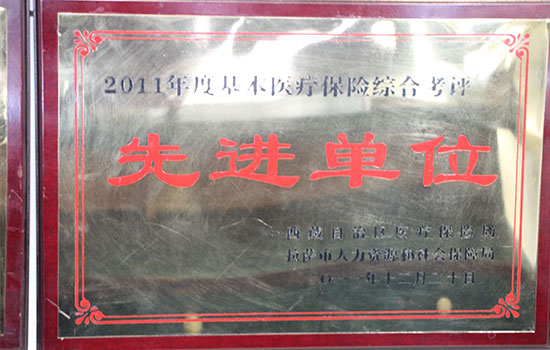 2011年度基本医疗保险综合考评
先进单位
西藏自治区医疗保险局
拉萨市人力资源和社会保障局
二〇一一年十二月二十日